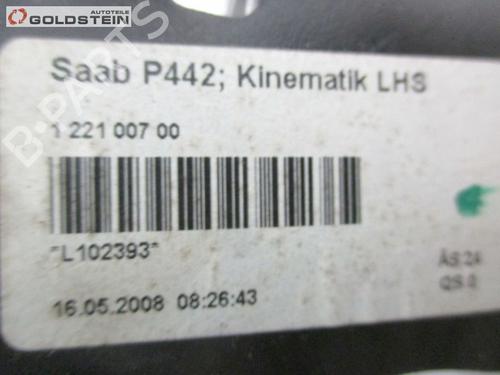 Autoteile
GOLDSTEIN
B-PARTS
Saab P442; Kinematik LHS
1 221 007 00
*L102393*
16.05.2008 08:26:43
ÄS:2A
QS:0